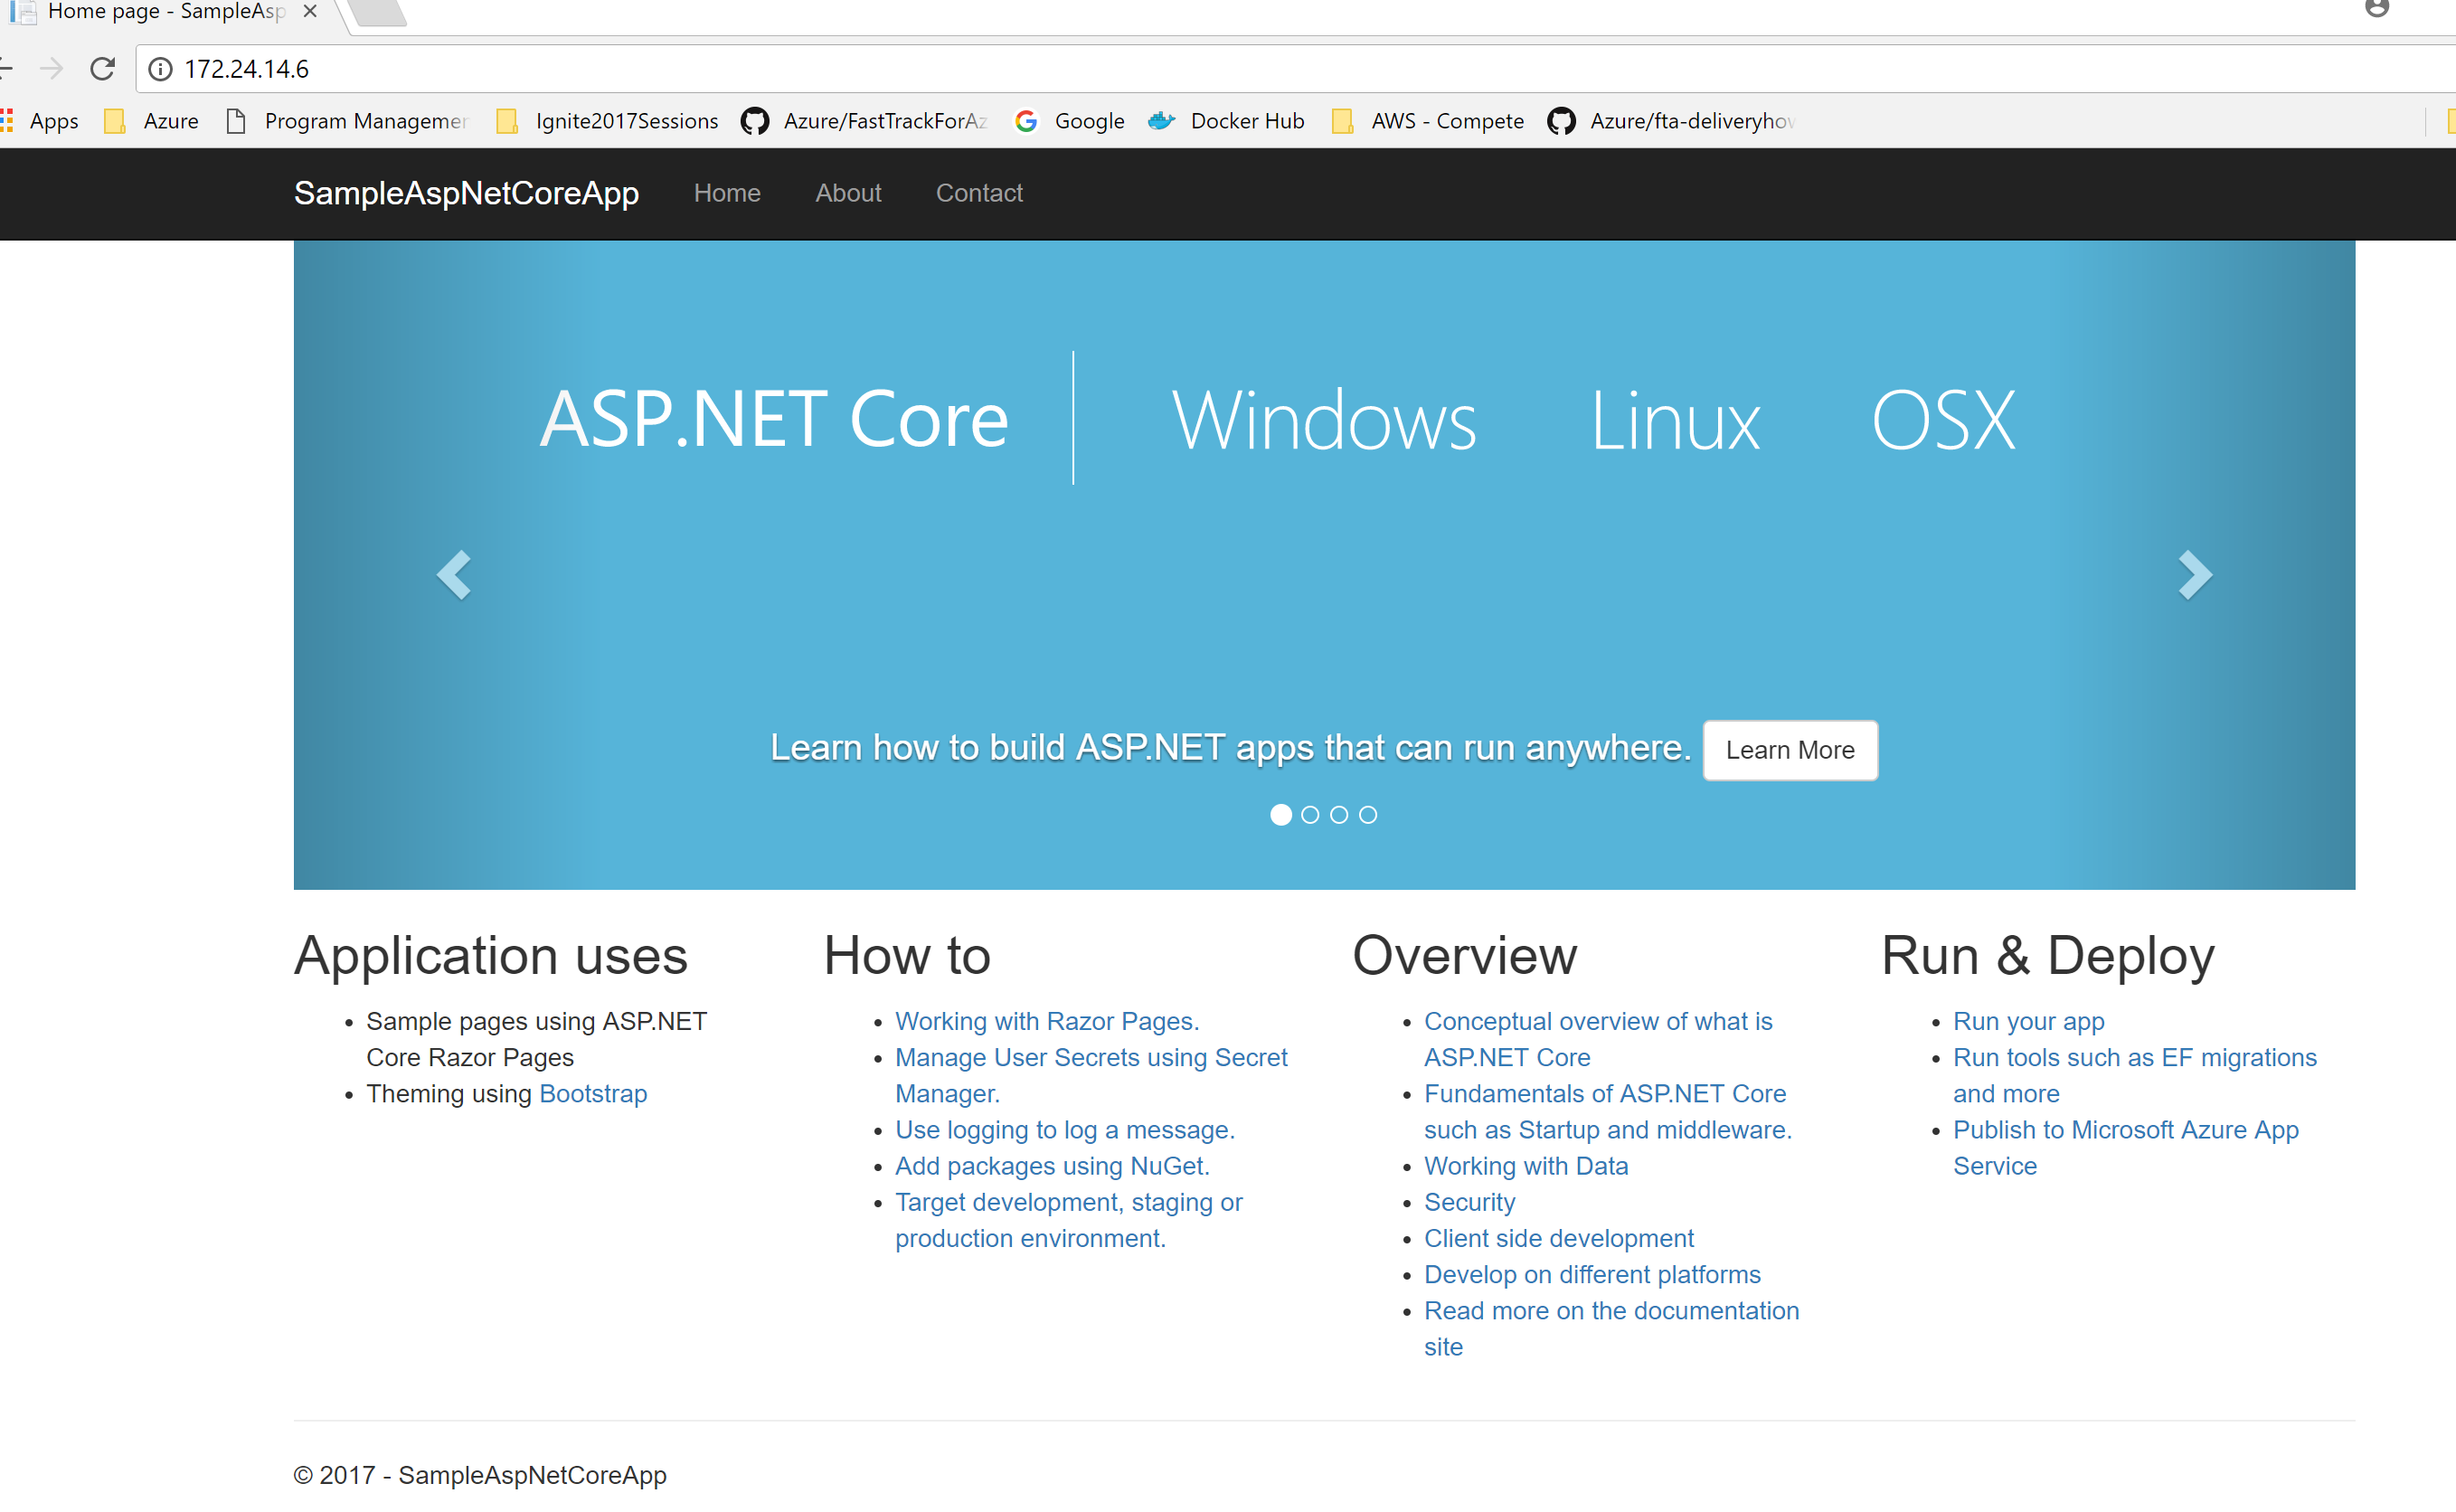 Home page - SampleAsp
172.24.14.6
Apps Azure Program Managemen Ignite2017Sessions Azure/FastTrackForAz Google Docker Hub AWS - Compete Azure/fta-deliveryhow
SampleAspNetCoreApp Home About Contact
ASP.NET Core Windows Linux OSX
Learn how to build ASP.NET apps that can run anywhere. Learn More
Application uses
Sample pages using ASP.NET
Core Razor Pages
Theming using Bootstrap
How to
Working with Razor Pages.
Manage User Secrets using Secret
Manager.
Use logging to log a message.
Add packages using NuGet.
Target development, staging or
production environment.
Overview
Conceptual overview of what is
ASP.NET Core
Fundamentals of ASP.NET Core
such as Startup and middleware.
Working with Data
Security
Client side development
Develop on different platforms
Read more on the documentation
site
Run & Deploy
Run your app
Run tools such as EF migrations
and more
Publish to Microsoft Azure App
Service
© 2017 - SampleAspNetCoreApp